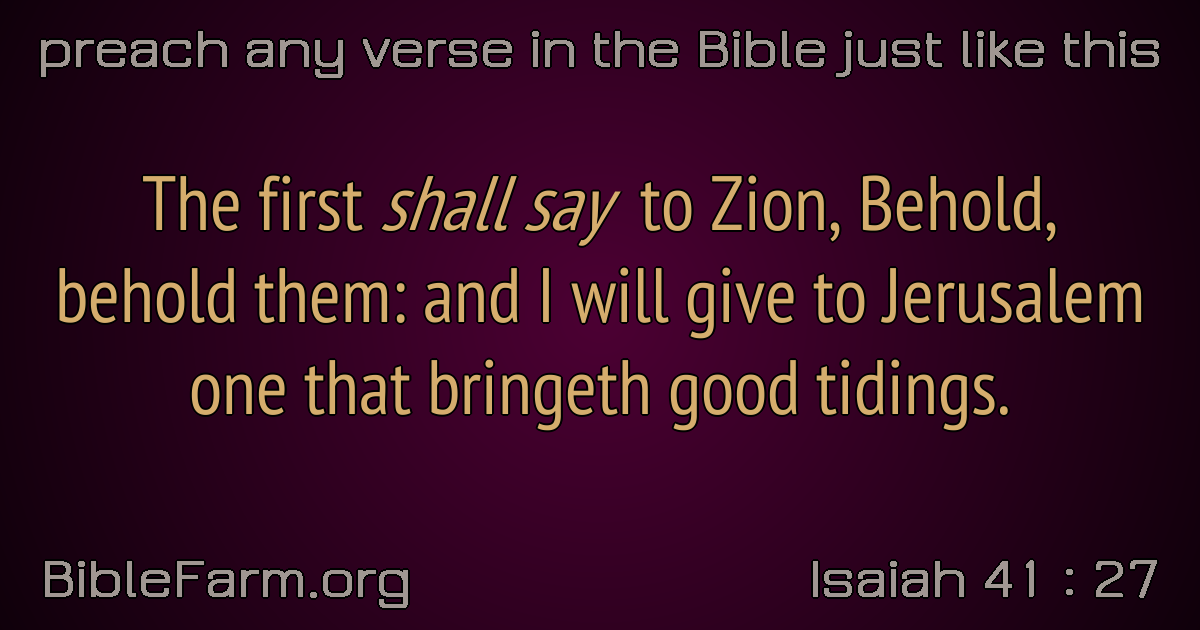 preach any verse in the Bible just like this
The first shall say to Zion, Behold,
behold them: and I will give to Jerusalem
one that bringeth good tidings.
BibleFarm.org
Isaiah 41 : 27